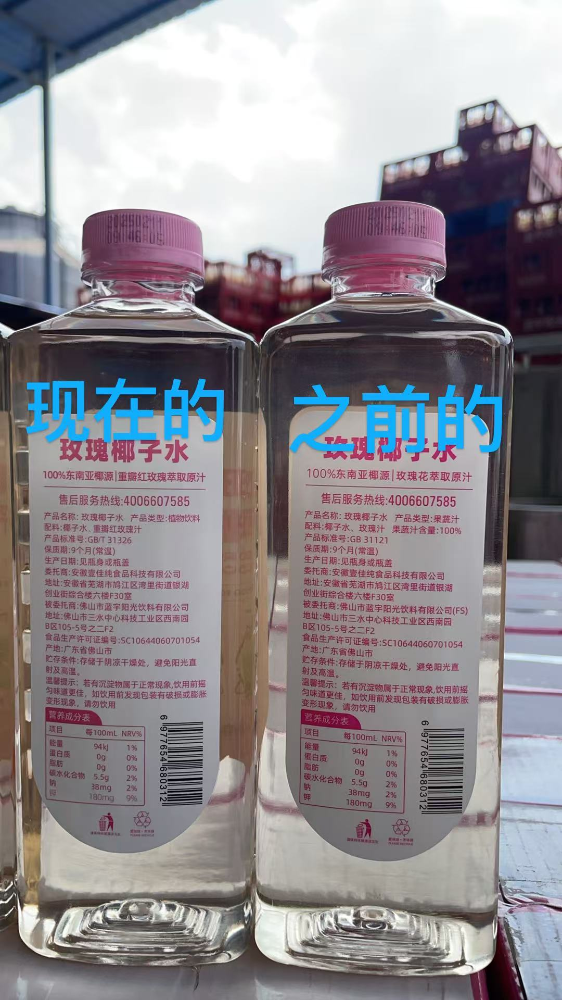 现在的
玫瑰椰子水
100%东南亚椰源|重瓣红玫瑰萃取原汁
售后服务热线:4006607585
产品名称: 玫瑰椰子水 产品类型:植物饮料
配料:椰子水、重瓣红玫瑰汁
产品标准号:GB/T 31326
保质期:9个月(常温)
生产日期:见瓶身或瓶盖
委托商:安徽壹佳纯食品科技有限公司
地址:安徽省芜湖市鸠江区湾里街道银湖
创业街综合楼六楼F30室
被委托商:佛山市蓝宇阳光饮料有限公司
地址:佛山市三水中心科技工业区西南园
B区105-5号之二F2
食品生产许可证编号:SC10644060701054
产地:广东省佛山市
贮存条件:存储于阴凉干燥处，避免阳光直
射及高温。
温馨提示：若有沉淀物属于正常现象,饮用前摇
匀味道更佳，如饮用前发现包装有破损或膨胀
变形现象，请勿饮用
营养成分表
项目 每100mL NRV%
能量 94kJ 1%
蛋白质 0g 0%
脂肪 0g 0%
碳水化合物 5.5g 2%
钠 38mg 2%
钾 180mg 9%
6 977654 680312
PLEASE RECYCLE
之前的
玫瑰椰子水
100%东南亚椰源|玫瑰花萃取原汁
售后服务热线:4006607585
产品名称: 玫瑰椰子水 产品类型:果蔬汁
配料:椰子水、玫瑰汁 果蔬汁含量:100%
产品标准号:GB 31121
保质期:9个月(常温)
生产日期:见瓶身或瓶盖
委托商:安徽壹佳纯食品科技有限公司
地址:安徽省芜湖市鸠江区湾里街道银湖
创业街综合楼六楼F30室
被委托商:佛山市蓝宇阳光饮料有限公司(FS)
地址:佛山市三水中心科技工业区西南园
B区105-5号之二F2
食品生产许可证编号:SC10644060701054
产地:广东省佛山市
贮存条件:存储于阴凉干燥处，避免阳光直
射及高温。
温馨提示：若有沉淀物属于正常现象,饮用前摇
匀味道更佳，如饮用前发现包装有破损或膨胀
变形现象，请勿饮用
营养成分表
项目 每100mL NRV%
能量 94kJ 1%
蛋白质 0g 0%
脂肪 0g 0%
碳水化合物 5.5g 2%
钠 38mg 2%
钾 180mg 9%
6 977654 680312
PLEASE RECYCLE